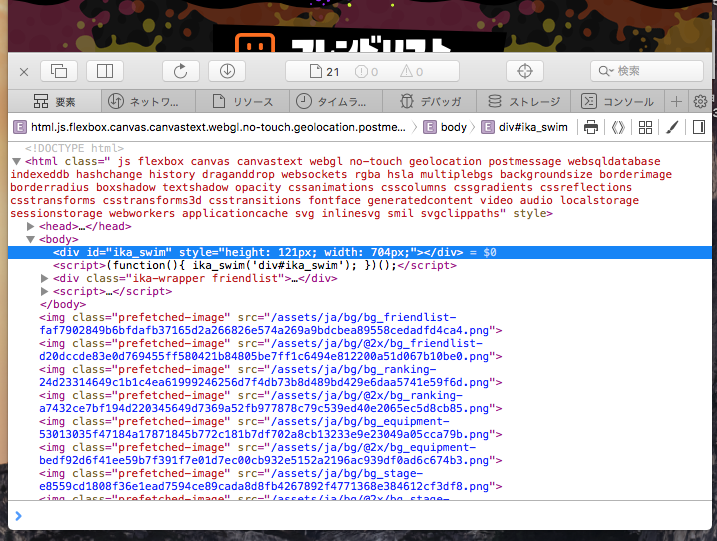 フレンドリスト
21 0 0 検索
要素 ネットワ... リソース タイムラ... デバッガ ストレージ コンソール
E html.js.flexbox.canvas.canvastext.webgl.no-touch.geolocation.postme... E body E div#ika_swim
<!DOCTYPE html>
<html class=" js flexbox canvas canvastext webgl no-touch geolocation postmessage websqldatabase
indexeddb hashchange history draganddrop websockets rgba hsla multiplebgs backgroundsize borderimage
borderradius boxshadow textshadow opacity cssanimations csscolumns cssgradients cssreflections
csstransforms csstransforms3d csstransitions fontface generatedcontent video audio localstorage
sessionstorage webworkers applicationcache svg inlinesvg smil svgclippaths" style>
<head>…</head>
<body>
<div id="ika_swim" style="height: 121px; width: 704px;"></div> = $0
<script>(function(){ ika_swim('div#ika_swim'); })();</script>
<div class="ika-wrapper friendlist">…</div>
<script>…</script>
</body>
<img class="prefetched-image" src="/assets/ja/bg/bg_friendlist-
faf7902849b6bfdafb37165d2a266826e574a269a9bdcbea89558cedadfd4ca4.png">
<img class="prefetched-image" src="/assets/ja/bg/@2x/bg_friendlist-
d20dccde83e0d769455ff580421b84805be7ff1c6494e812200a51d067b10be0.png">
<img class="prefetched-image" src="/assets/ja/bg/bg_ranking-
24d23314649c1b1c4ea61999246256d7f4db73b8d489bd429e6daa5741e59f6d.png">
<img class="prefetched-image" src="/assets/ja/bg/@2x/bg_ranking-
a7432ce7bf194d220345649d7369a52fb977878c79c539ed40e2065ec5d8cb85.png">
<img class="prefetched-image" src="/assets/ja/bg/bg_equipment-
53013035f47184a17871845b772c181b7df702a8cb13233e9e23049a05cca79b.png">
<img class="prefetched-image" src="/assets/ja/bg/@2x/bg_equipment-
bedf92d6f41ee59b7f391f7e01d7ec00cb932e5152a2196ac939df0ad6c674b3.png">
<img class="prefetched-image" src="/assets/ja/bg/bg_stage-
e8559cd1808f36e1ead7594ce89cada8d8fb4267892f4771368e384612cf3df8.png">
<img class="prefetched-image" src="/assets/ja/bg/@2x/bg_stage-